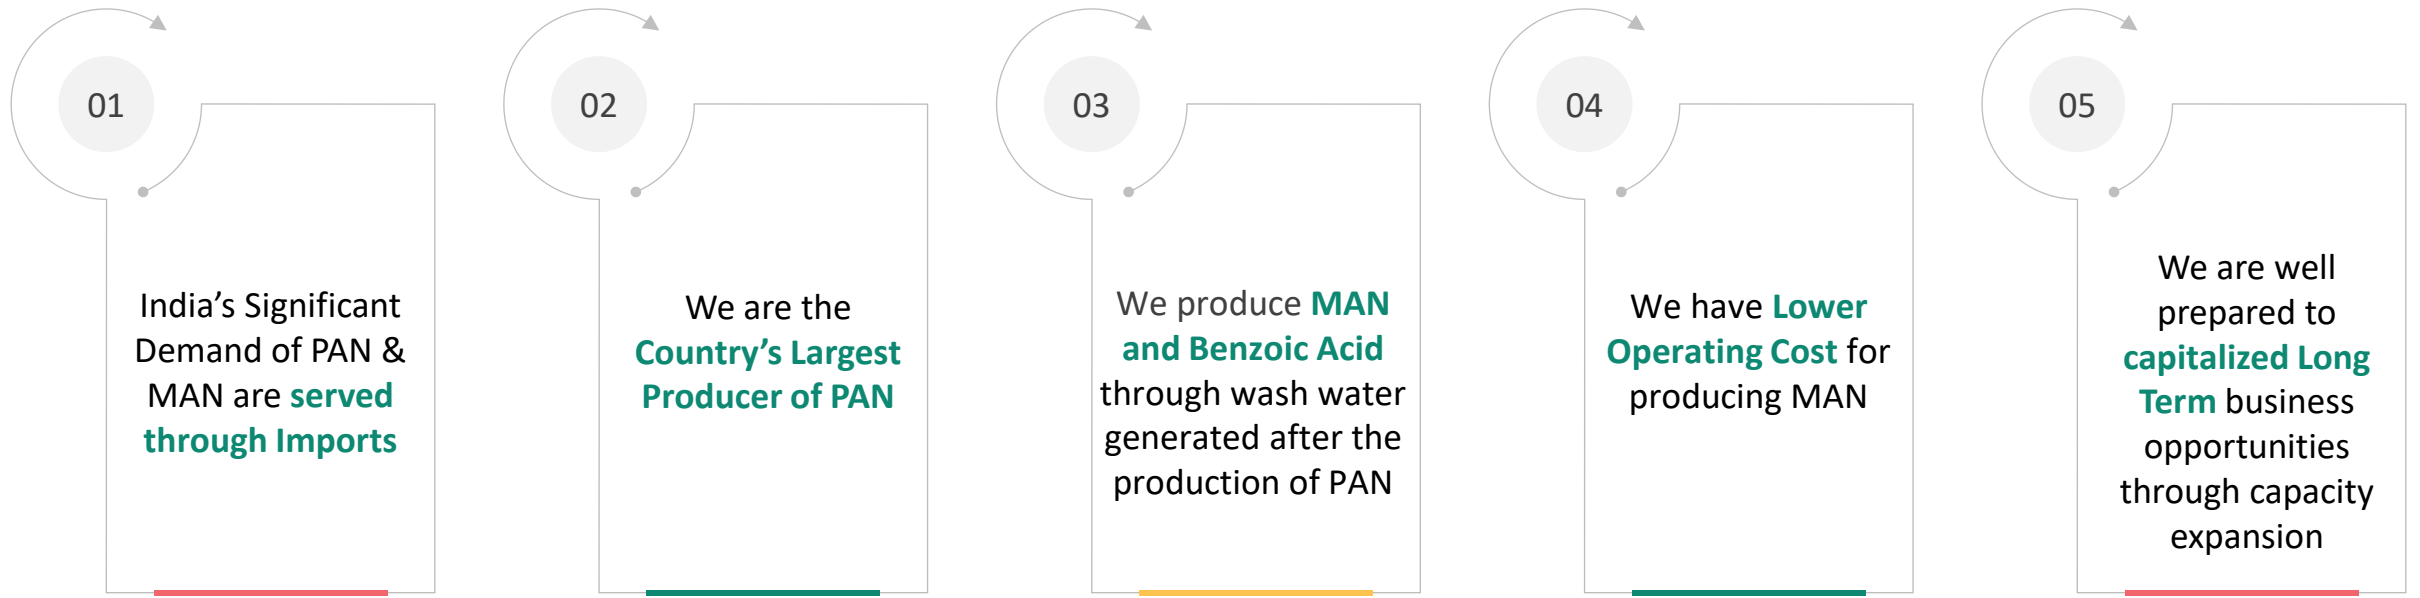 01
India’s Significant
Demand of PAN &
MAN are served
through Imports
02
We are the
Country’s Largest
Producer of PAN
03
We produce MAN
and Benzoic Acid
through wash water
generated after the
production of PAN
04
We have Lower
Operating Cost for
producing MAN
05
We are well
prepared to
capitalized Long
Term business
opportunities
through capacity
expansion